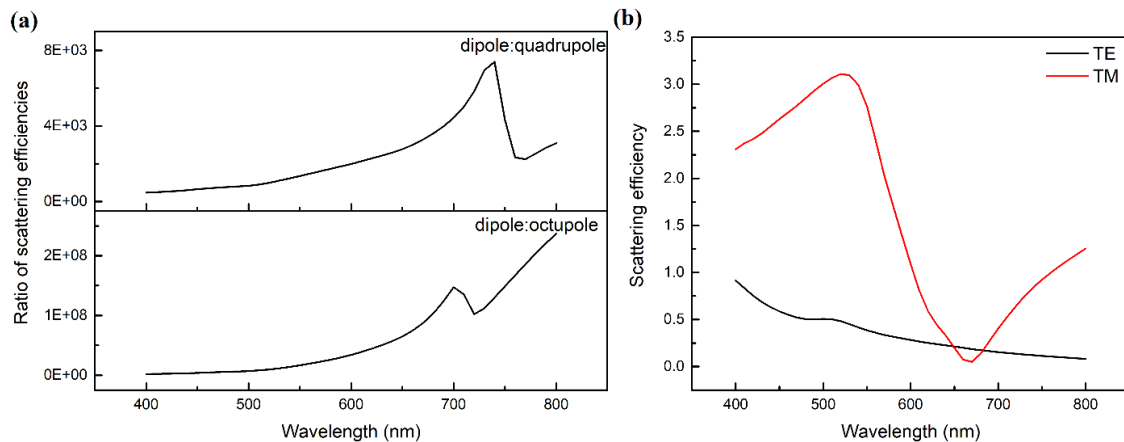 (a)
dipole:quadrupole
8E+03
4E+03
0E+00
dipole:octupole
2E+08
1E+08
0E+00
Ratio of scattering efficiencies
400
500
600
700
800
Wavelength (nm)
(b)
TE
TM
3.5
3.0
2.5
2.0
1.5
1.0
0.5
0.0
Scattering efficiency
400
500
600
700
800
Wavelength (nm)